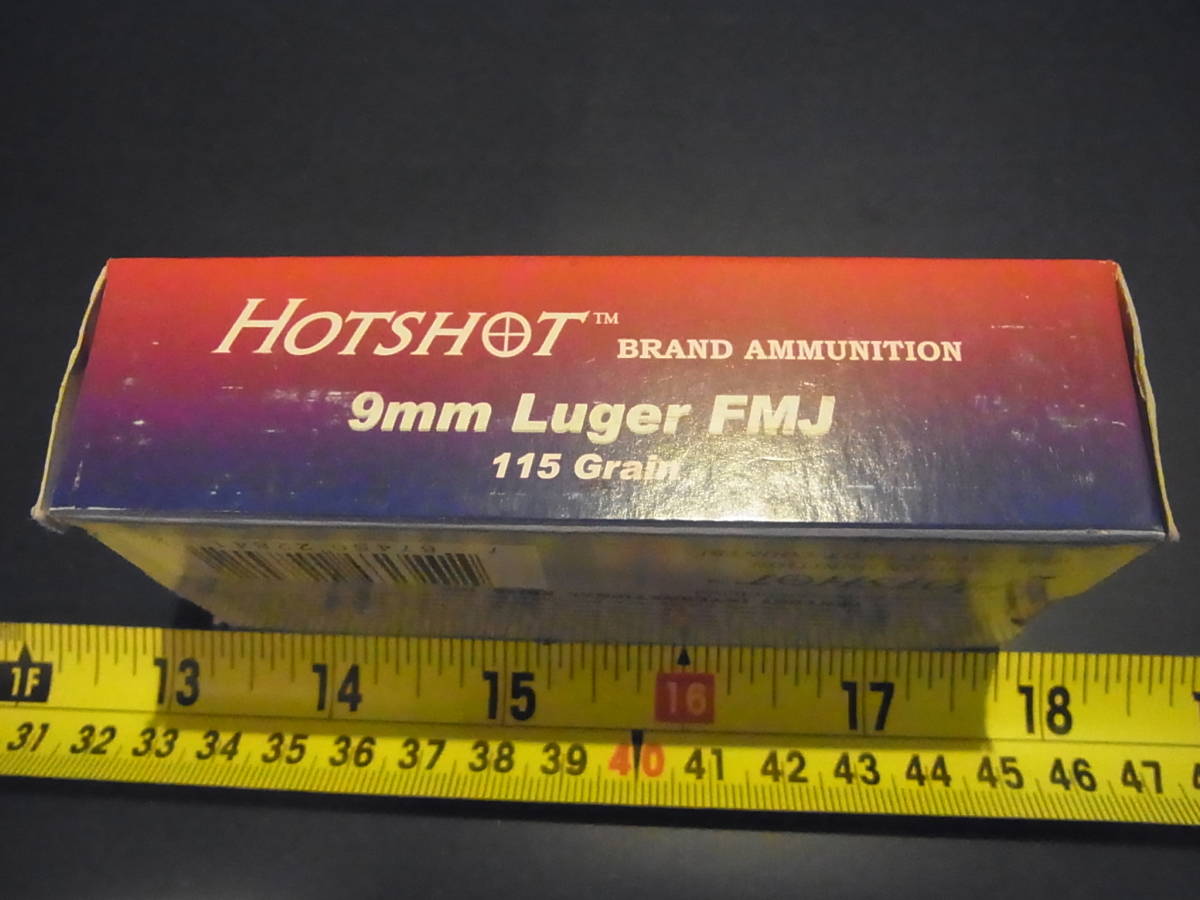 HOTSHOT™ BRAND AMMUNITION
9mm Luger FMJ
115 Grain
1F 13 14 15 16 17 18
31 32 33 34 35 36 37 38 39 40 41 42 43 44 45 46 47